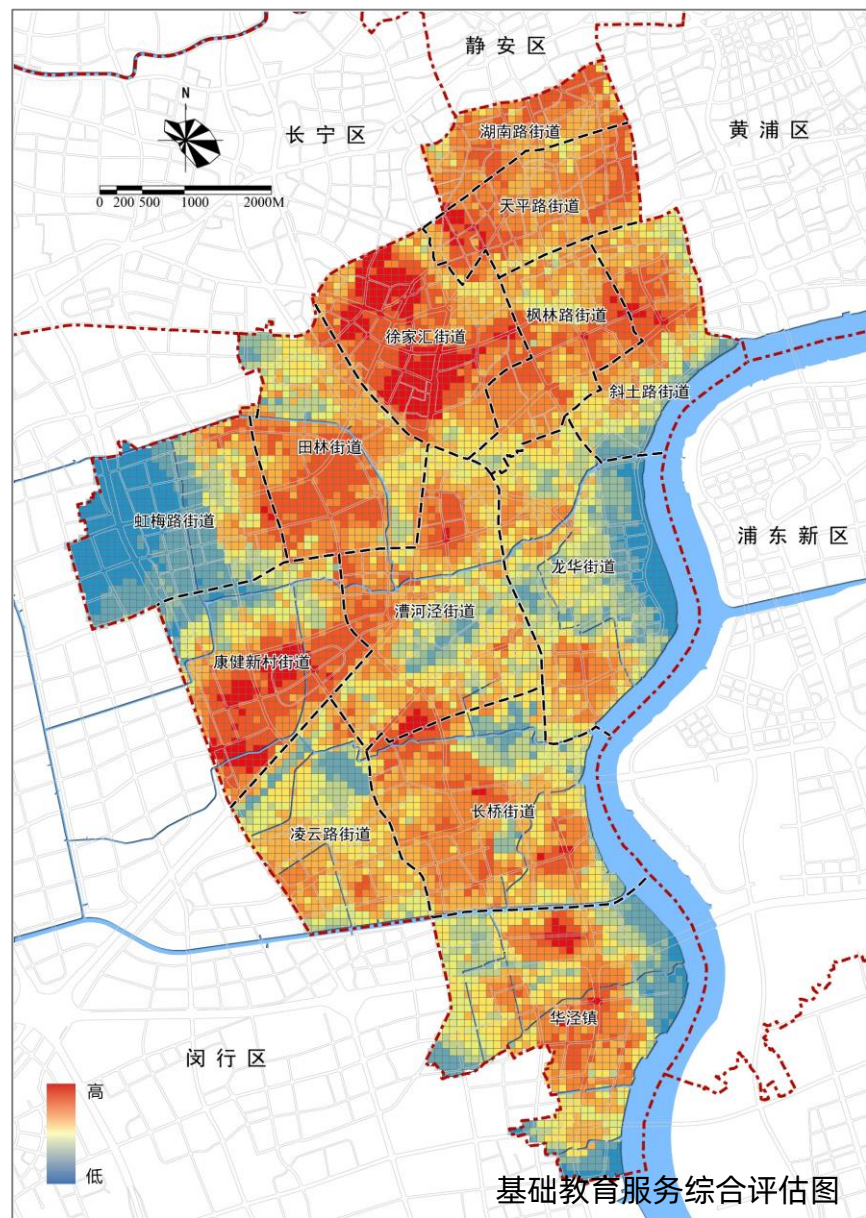 静安区
长宁区
黄浦区
N
0 200 500 1000 2000M
湖南路街道
天平路街道
枫林路街道
徐家汇街道
斜土路街道
田林街道
虹梅路街道
浦东新区
龙华街道
漕河泾街道
康健新村街道
长桥街道
凌云路街道
华泾镇
闵行区
高
低
基础教育服务综合评估图